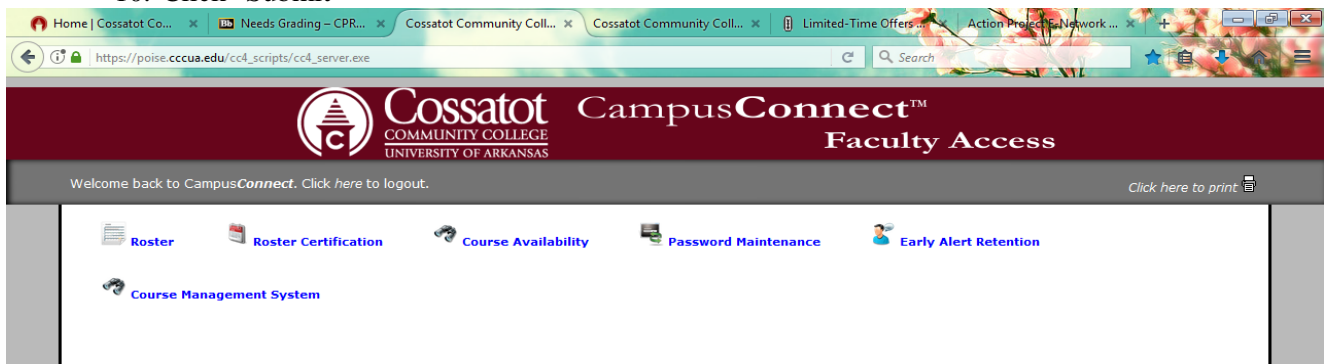 10. Click "Submit"
Home | Cossatot Co... Needs Grading – CPR... Cossatot Community Coll... Cossatot Community Coll... Limited-Time Offers ... Action Project E-Network ...
https://poise.cccua.edu/cc4_scripts/cc4_server.exe Search
COSSATOT CampusConnect™
COMMUNITY COLLEGE
UNIVERSITY OF ARKANSAS Faculty Access
Welcome back to CampusConnect. Click here to logout. Click here to print
Roster Roster Certification Course Availability Password Maintenance Early Alert Retention
Course Management System